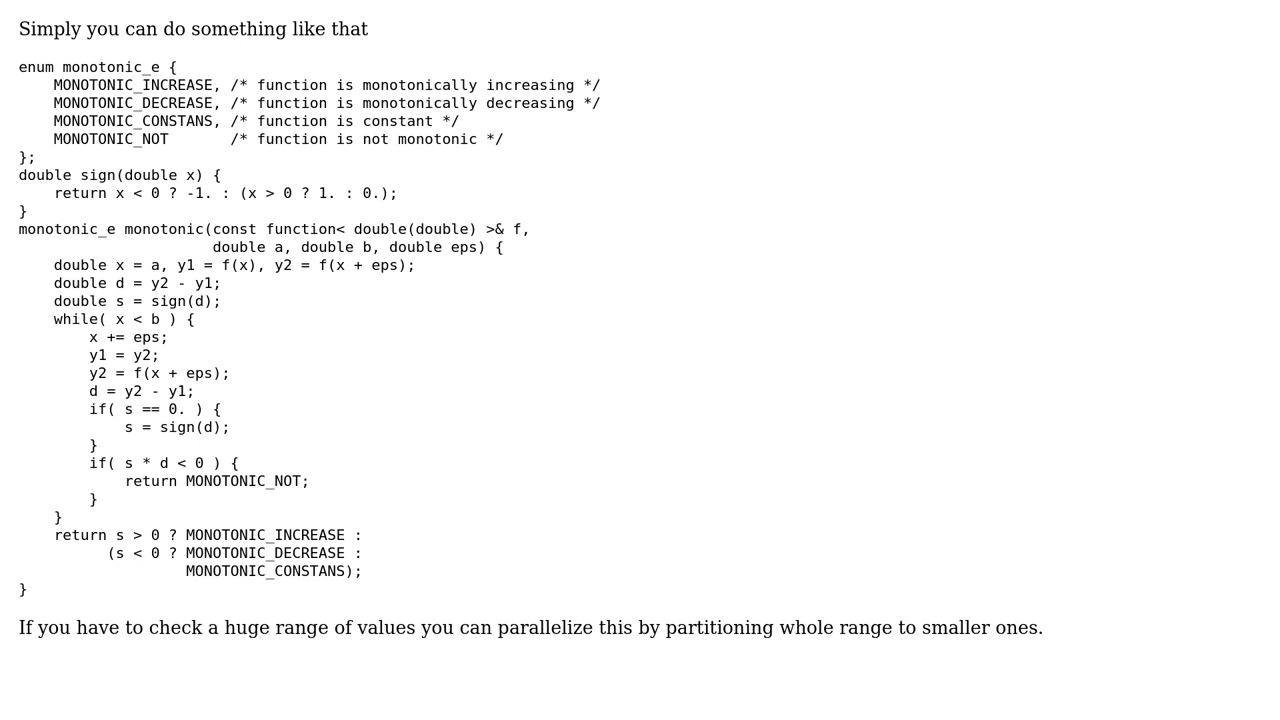 Simply you can do something like that
enum monotonic_e {
    MONOTONIC_INCREASE, /* function is monotonically increasing */
    MONOTONIC_DECREASE, /* function is monotonically decreasing */
    MONOTONIC_CONSTANS, /* function is constant */
    MONOTONIC_NOT       /* function is not monotonic */
};
double sign(double x) {
    return x < 0 ? -1. : (x > 0 ? 1. : 0.);
}
monotonic_e monotonic(const function< double(double) >& f,
                      double a, double b, double eps) {
    double x = a, y1 = f(x), y2 = f(x + eps);
    double d = y2 - y1;
    double s = sign(d);
    while( x < b ) {
        x += eps;
        y1 = y2;
        y2 = f(x + eps);
        d = y2 - y1;
        if( s == 0. ) {
            s = sign(d);
        }
        if( s * d < 0 ) {
            return MONOTONIC_NOT;
        }
    }
    return s > 0 ? MONOTONIC_INCREASE :
          (s < 0 ? MONOTONIC_DECREASE :
                   MONOTONIC_CONSTANS);
}
If you have to check a huge range of values you can parallelize this by partitioning whole range to smaller ones.